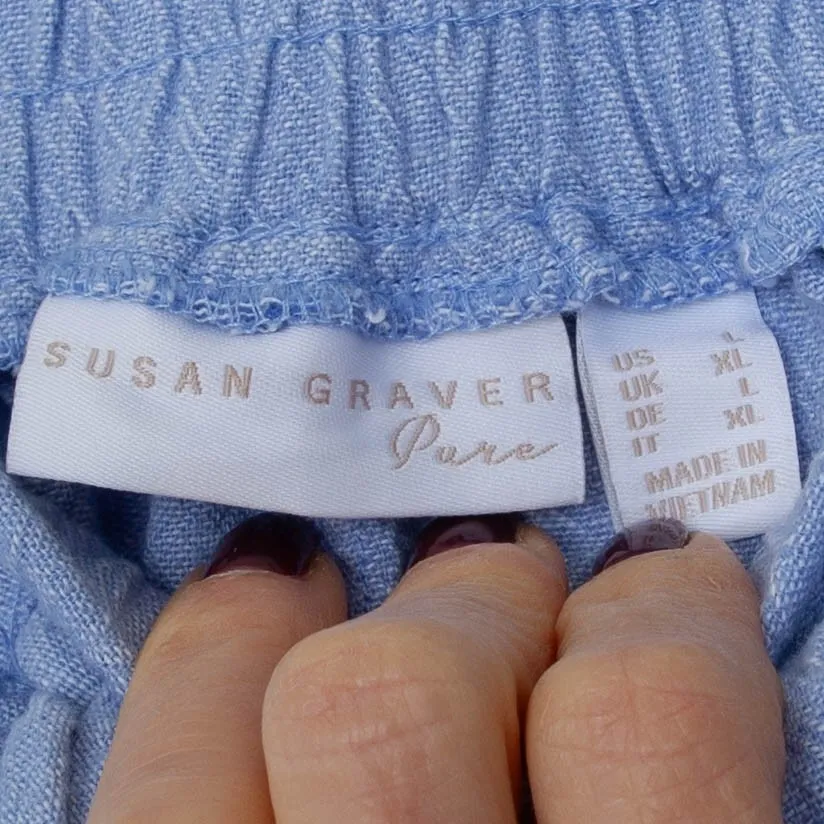 SUSAN GRAVER
Pure
US L
UK XL
DE L
IT XL
MADE IN
VIETNAM